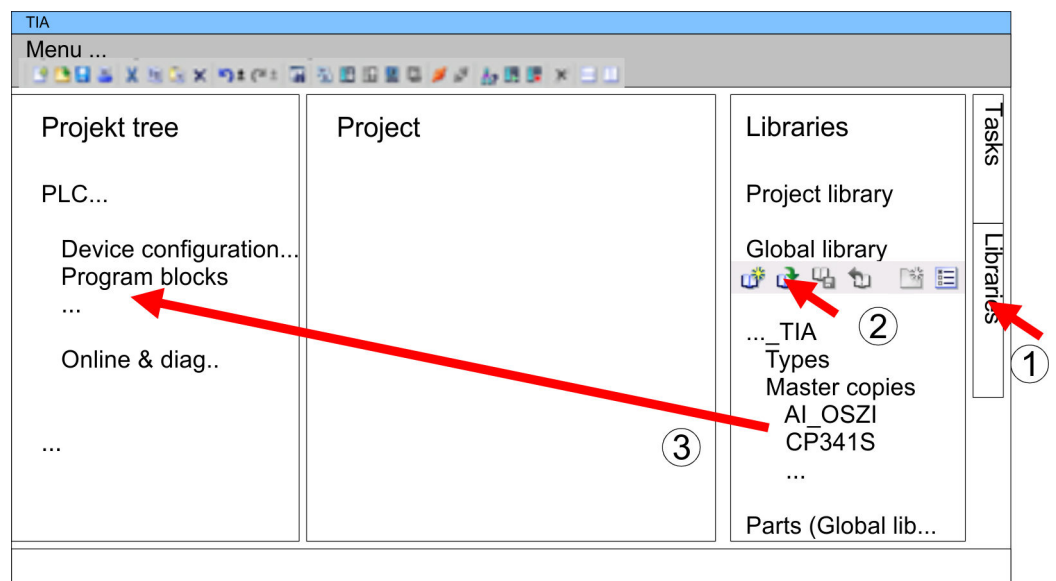 TIA
Menu ...
Projekt tree
PLC...
Device configuration...
Program blocks
...
Online & diag..
...
Project
③
Libraries
Project library
Global library
②
..._TIA
Types
Master copies
AI_OSZI
CP341S
...
Parts (Global lib...
Tasks
Libraries
①